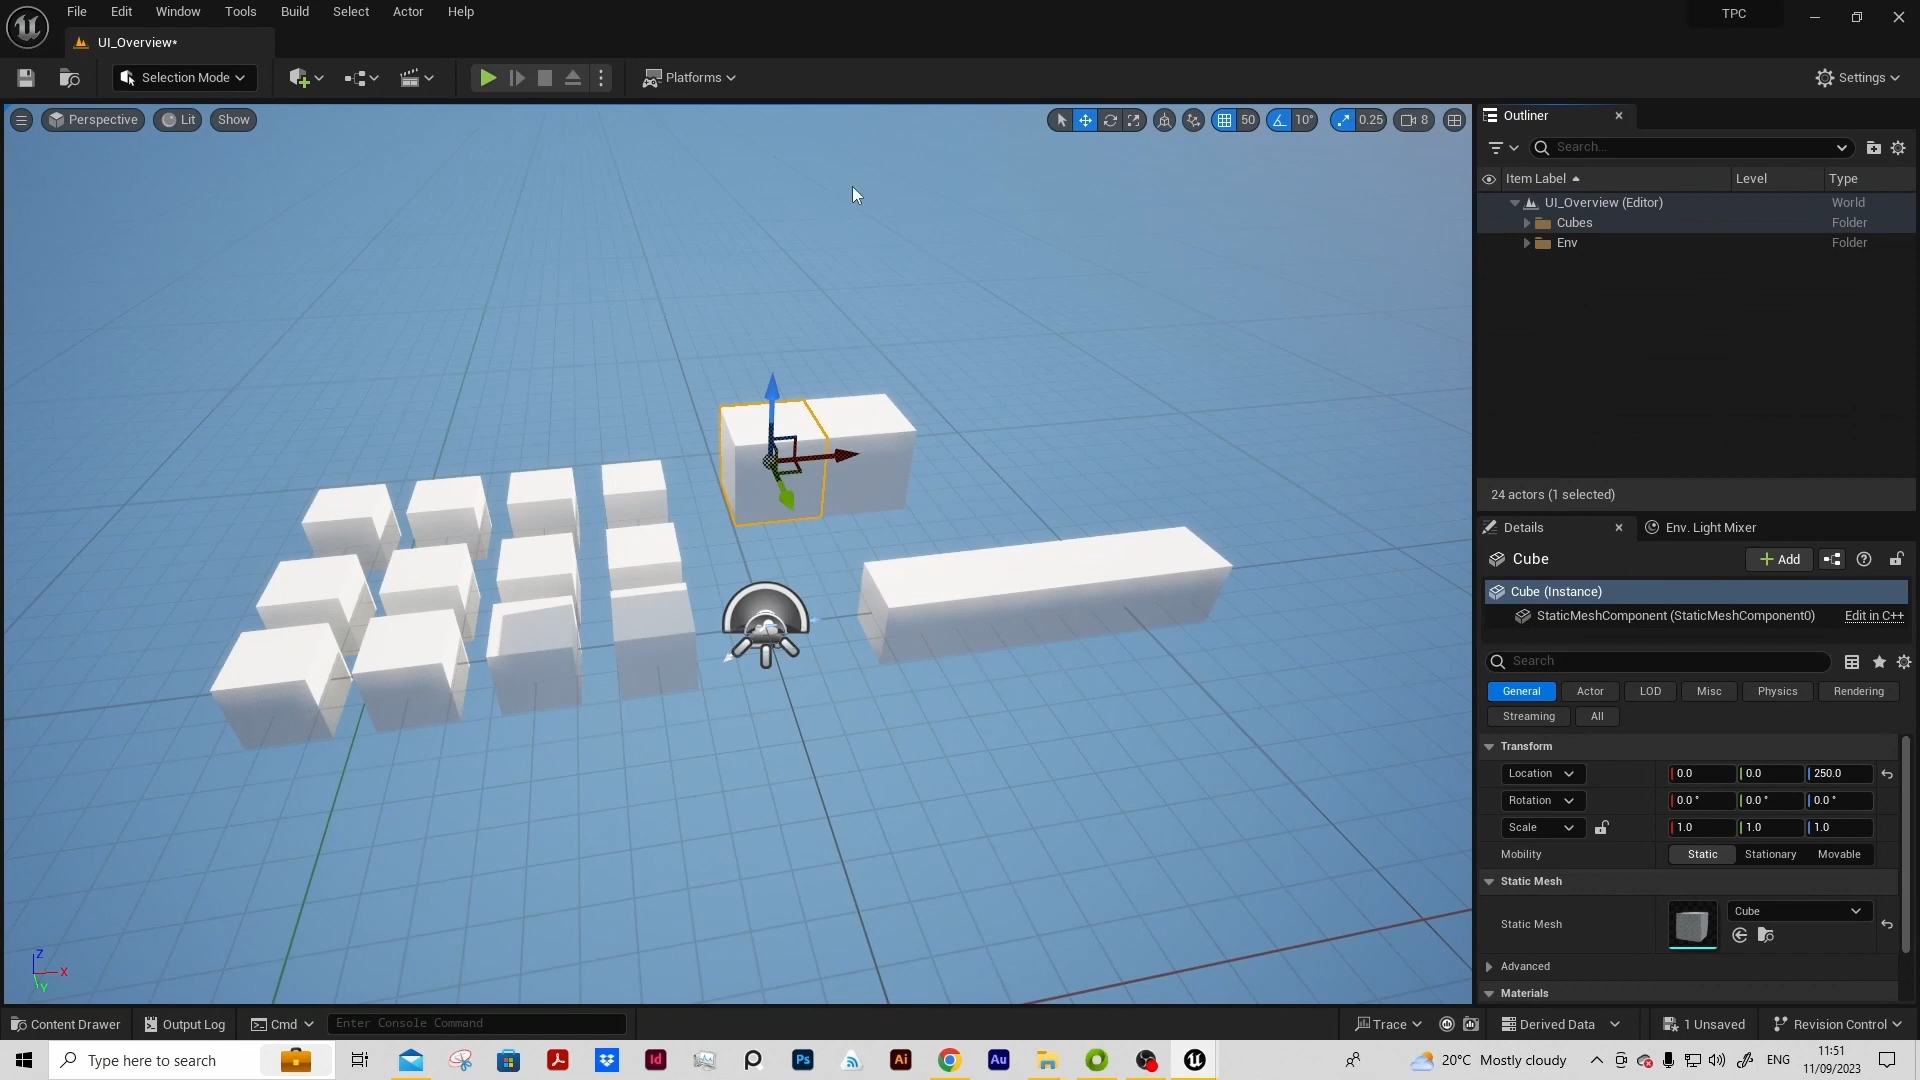 File Edit Window Tools Build Select Actor Help
TPC
UI_Overview*
Selection Mode
Platforms
Settings
Perspective
Lit
Show
50
10°
0.25
8
Outliner
Search...
Item Label Level Type
UI_Overview (Editor) World
Cubes Folder
Env Folder
24 actors (1 selected)
Details
Env. Light Mixer
Cube
+ Add
Cube (Instance)
StaticMeshComponent (StaticMeshComponent0) Edit in C++
Search
General Actor LOD Misc Physics Rendering
Streaming All
Transform
Location 0.0 0.0 250.0
Rotation 0.0 ° 0.0 ° 0.0 °
Scale 1.0 1.0 1.0
Mobility Static Stationary Movable
Static Mesh
Static Mesh Cube
Advanced
Materials
Z
X
Y
Content Drawer
Output Log
Cmd
Enter Console Command
Trace
Derived Data
1 Unsaved
Revision Control
Type here to search
Id
Ps
Ai
Au
20°C Mostly cloudy
ENG
11:51
11/09/2023